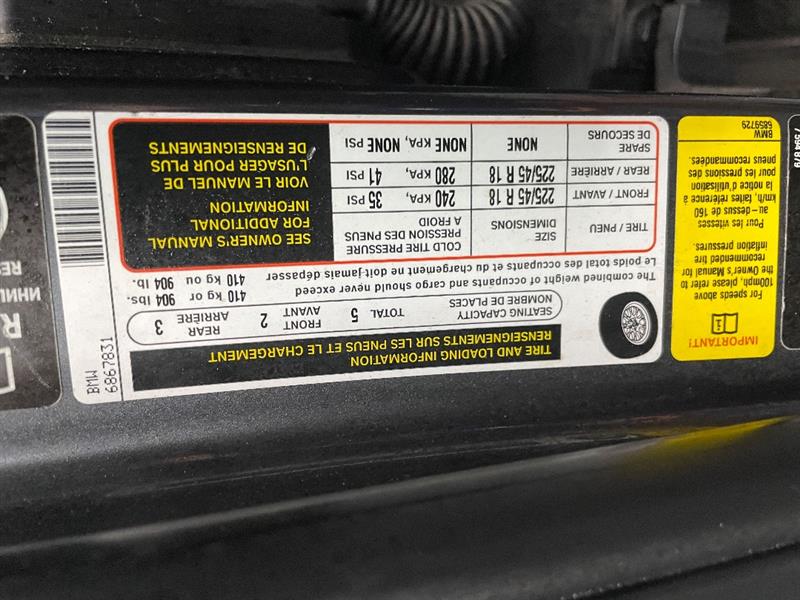 TIRE AND LOADING INFORMATION
RENSEIGNEMENTS SUR LES PNEUS ET LE CHARGEMENT
SEATING CAPACITY
NOMBRE DE PLACES
TOTAL 5
FRONT
AVANT 2
REAR
ARRIÈRE 3
The combined weight of occupants and cargo should never exceed 410 kg or 904 lbs.
Le poids total des occupants et du chargement ne doit jamais dépasser 410 kg ou 904 lb.
TIRE / PNEU
SIZE
DIMENSIONS
COLD TIRE PRESSURE
PRESSION DES PNEUS
A FROID
FRONT / AVANT 225/45 R 18 240 KPA, 35 PSI
REAR / ARRIÈRE 225/45 R 18 280 KPA, 41 PSI
SPARE
DE SECOURS NONE NONE KPA, NONE PSI
SEE OWNER'S MANUAL
FOR ADDITIONAL
INFORMATION
VOIR LE MANUEL DE
L'USAGER POUR PLUS
DE RENSEIGNEMENTS
BMW
6867831
IMPORTANT!
For speeds above
100mph, please refer to
the Owner's Manual for
recommended tire
inflation pressures.
Pour les vitesses
au-dessus de 160
km/h, faites référence à
la notice d'utilisation
pour les pressions des
pneus recommandées.
BMW
6859729